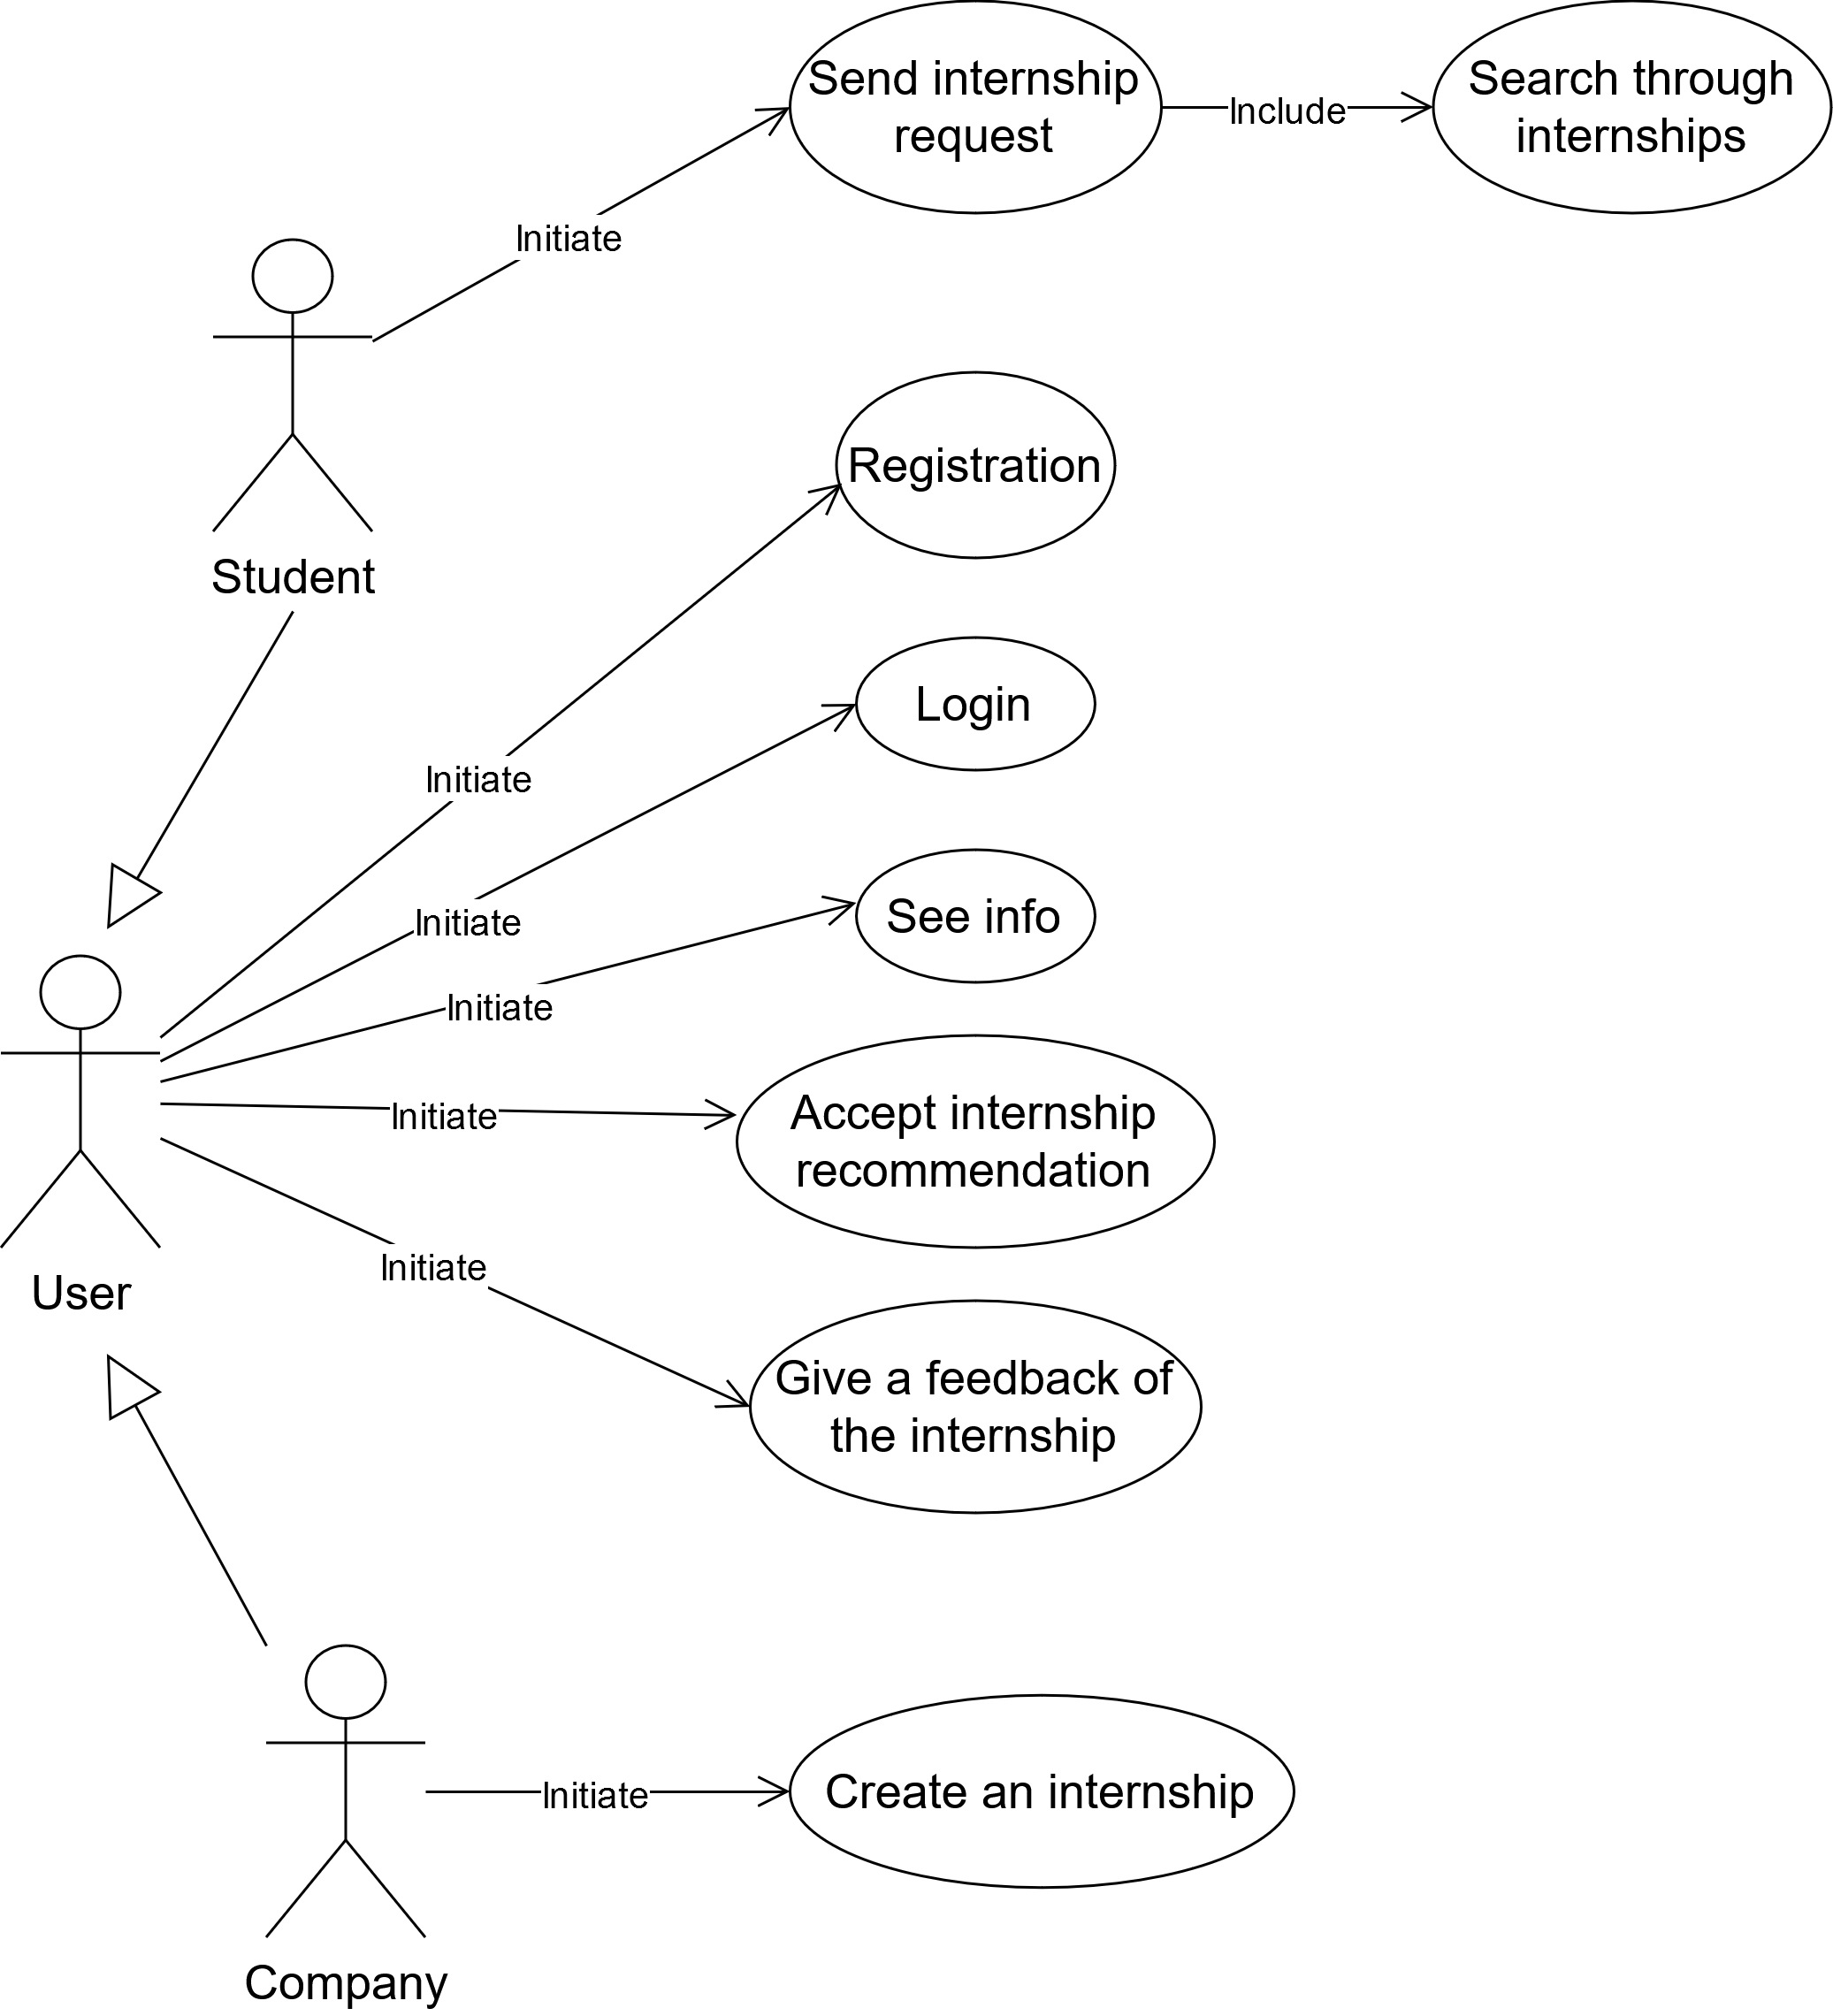 Send internship
request
Include
Search through
internships
Initiate
Student
Registration
Initiate
Login
Initiate
See info
Initiate
Accept internship
recommendation
Initiate
User
Initiate
Give a feedback of
the internship
Create an internship
Initiate
Company